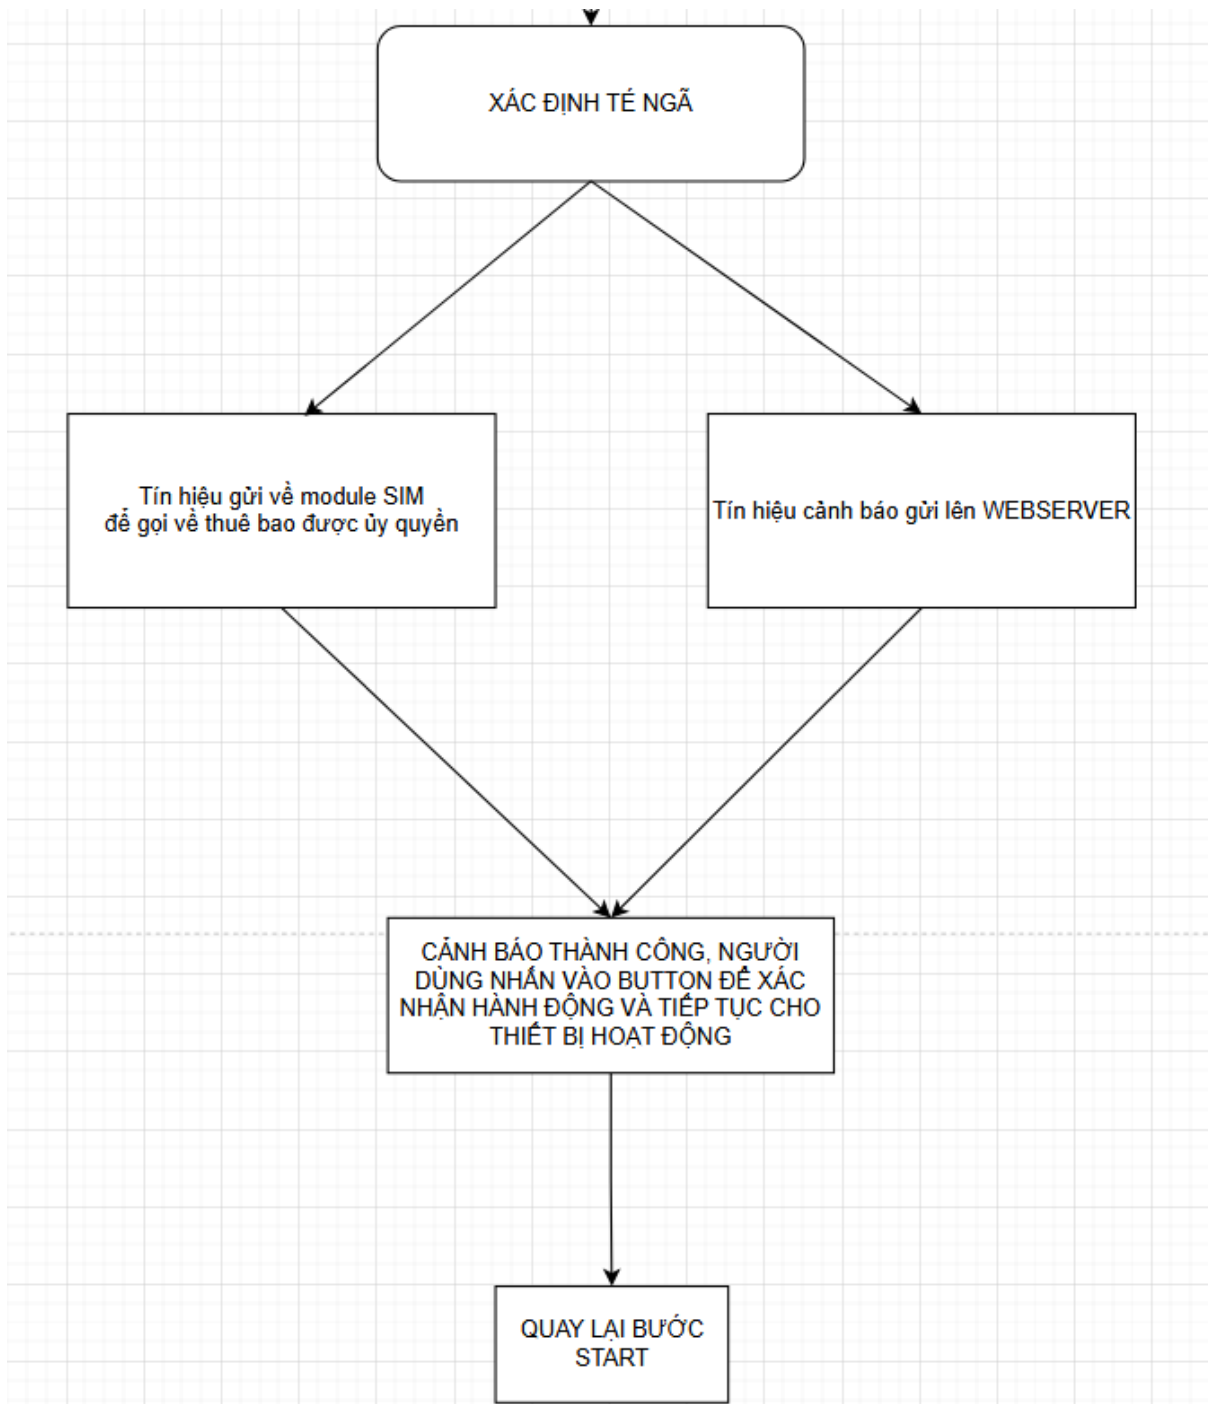 XÁC ĐỊNH TÉ NGÃ
Tín hiệu gửi về module SIM
để gọi về thuê bao được ủy quyền
Tín hiệu cảnh báo gửi lên WEBSERVER
CẢNH BÁO THÀNH CÔNG, NGƯỜI
DÙNG NHẤN VÀO BUTTON ĐỂ XÁC
NHẬN HÀNH ĐỘNG VÀ TIẾP TỤC CHO
THIẾT BỊ HOẠT ĐỘNG
QUAY LẠI BƯỚC
START